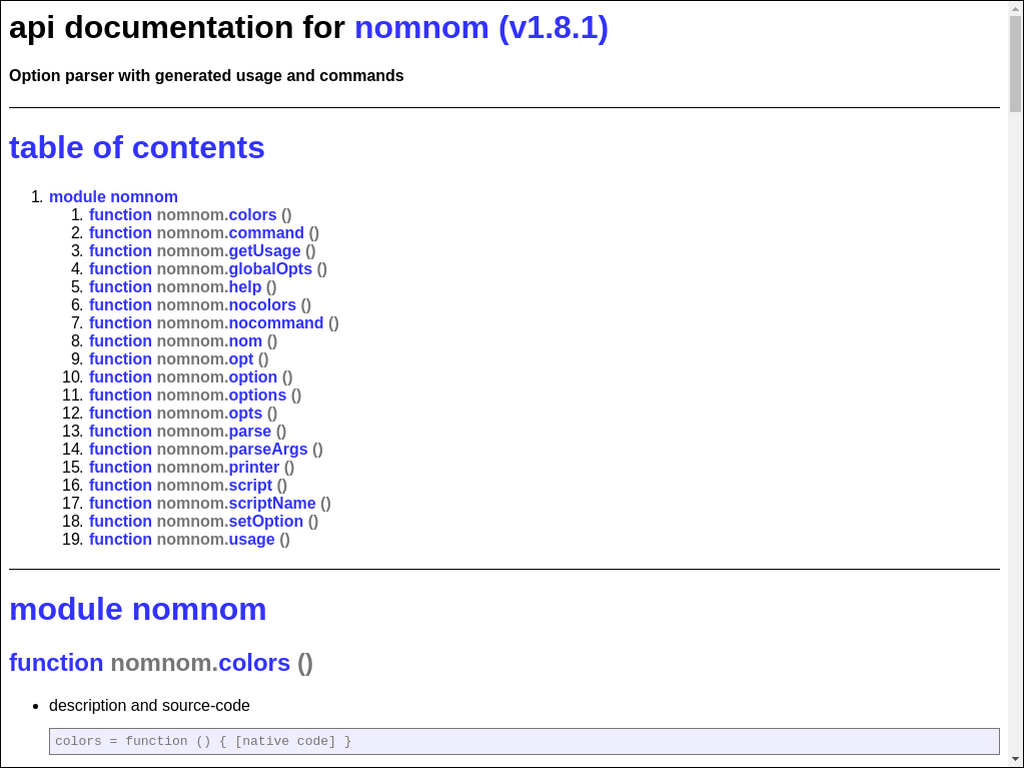 api documentation for nomnom (v1.8.1)
Option parser with generated usage and commands
table of contents
1. module nomnom
1. function nomnom.colors ()
2. function nomnom.command ()
3. function nomnom.getUsage ()
4. function nomnom.globalOpts ()
5. function nomnom.help ()
6. function nomnom.nocolors ()
7. function nomnom.nocommand ()
8. function nomnom.nom ()
9. function nomnom.opt ()
10. function nomnom.option ()
11. function nomnom.options ()
12. function nomnom.opts ()
13. function nomnom.parse ()
14. function nomnom.parseArgs ()
15. function nomnom.printer ()
16. function nomnom.script ()
17. function nomnom.scriptName ()
18. function nomnom.setOption ()
19. function nomnom.usage ()
module nomnom
function nomnom.colors ()
• description and source-code
colors = function () { [native code] }